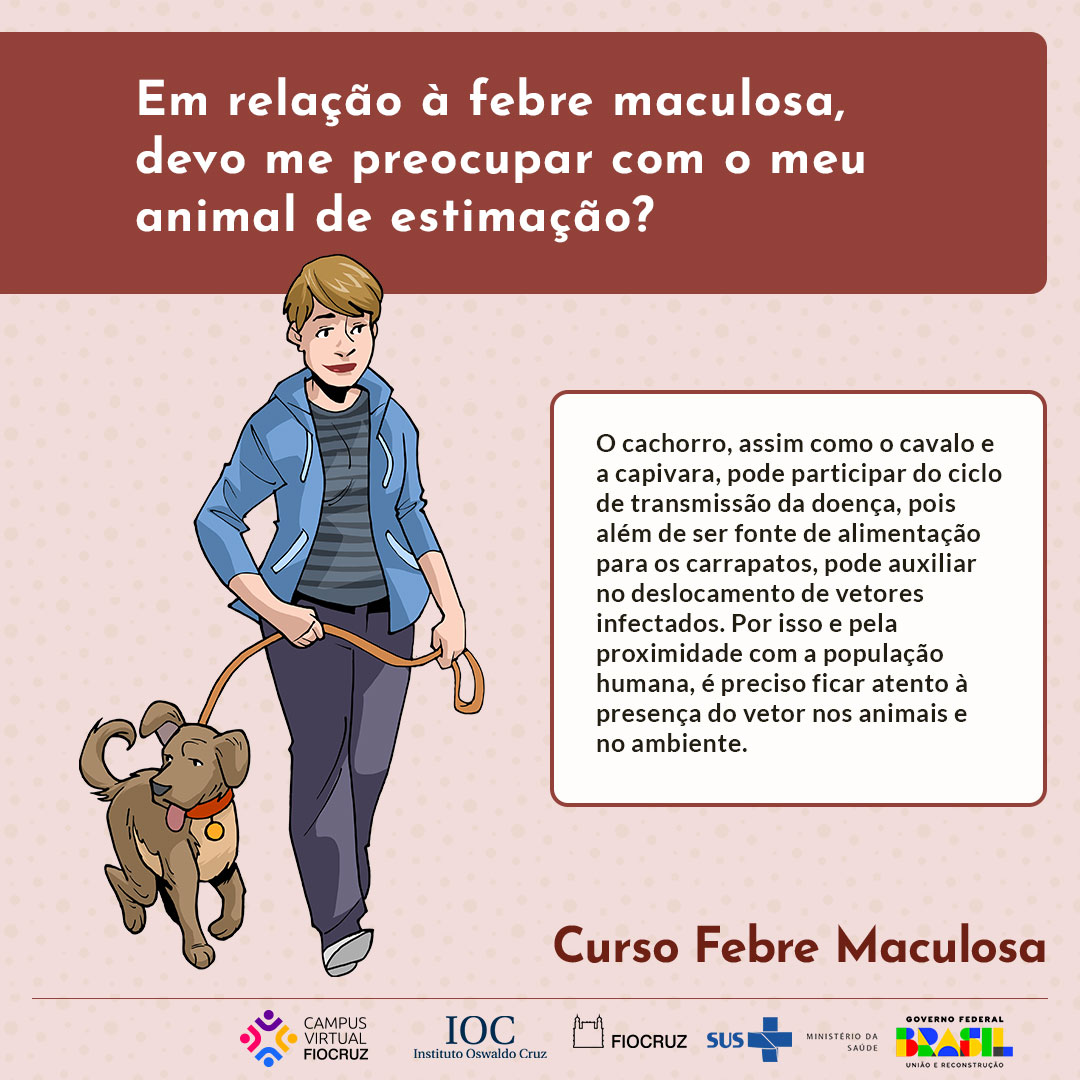 Em relação à febre maculosa,
devo me preocupar com o meu
animal de estimação?
O cachorro, assim como o cavalo e
a capivara, pode participar do ciclo
de transmissão da doença, pois
além de ser fonte de alimentação
para os carrapatos, pode auxiliar
no deslocamento de vetores
infectados. Por isso e pela
proximidade com a população
humana, é preciso ficar atento à
presença do vetor nos animais e
no ambiente.
Curso Febre Maculosa
CAMPUS
VIRTUAL
FIOCRUZ
IOC
Instituto Oswaldo Cruz
FIOCRUZ
SUS
MINISTÉRIO DA
SAÚDE
GOVERNO FEDERAL
BRASIL
UNIÃO E RECONSTRUÇÃO